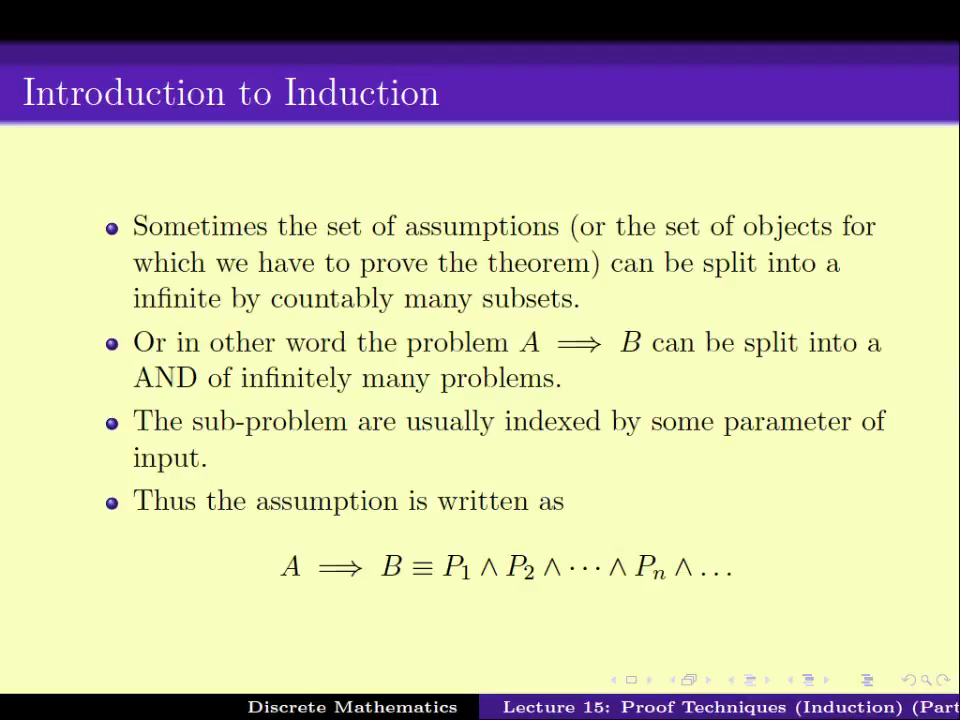 Introduction to Induction
Sometimes the set of assumptions (or the set of objects for
which we have to prove the theorem) can be split into a
infinite by countably many subsets.
Or in other word the problem A ⟹ B can be split into a
AND of infinitely many problems.
The sub-problem are usually indexed by some parameter of
input.
Thus the assumption is written as
A ⟹ B ≡ P₁ ∧ P₂ ∧ ⋯ ∧ Pₙ ∧ …
Discrete Mathematics
Lecture 15: Proof Techniques (Induction) (Part